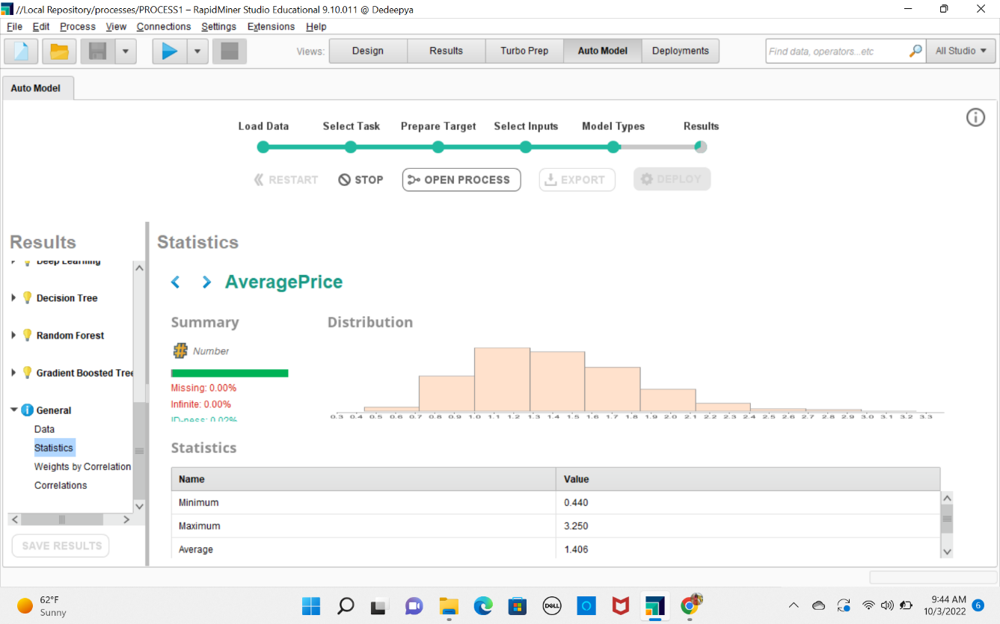 //Local Repository/processes/PROCESS1 – RapidMiner Studio Educational 9.10.011 @ Dedeepya
File Edit Process View Connections Settings Extensions Help
Views: Design Results Turbo Prep Auto Model Deployments Find data, operators...etc All Studio
Auto Model
Load Data Select Task Prepare Target Select Inputs Model Types Results
RESTART STOP OPEN PROCESS EXPORT DEPLOY
Results
Deep Learning
Decision Tree
Random Forest
Gradient Boosted Tree
General
Data
Statistics
Weights by Correlation
Correlations
SAVE RESULTS
Statistics
AveragePrice
Summary
Number
Missing: 0.00%
Infinite: 0.00%
ID-ness: 0.02%
Distribution
0.3 0.4 0.5 0.6 0.7 0.8 0.9 1.0 1.1 1.2 1.3 1.4 1.5 1.6 1.7 1.8 1.9 2.0 2.1 2.2 2.3 2.4 2.5 2.6 2.7 2.8 2.9 3.0 3.1 3.2 3.3
Statistics
Name Value
Minimum 0.440
Maximum 3.250
Average 1.406
62°F
Sunny
DELL
9:44 AM
10/3/2022
6